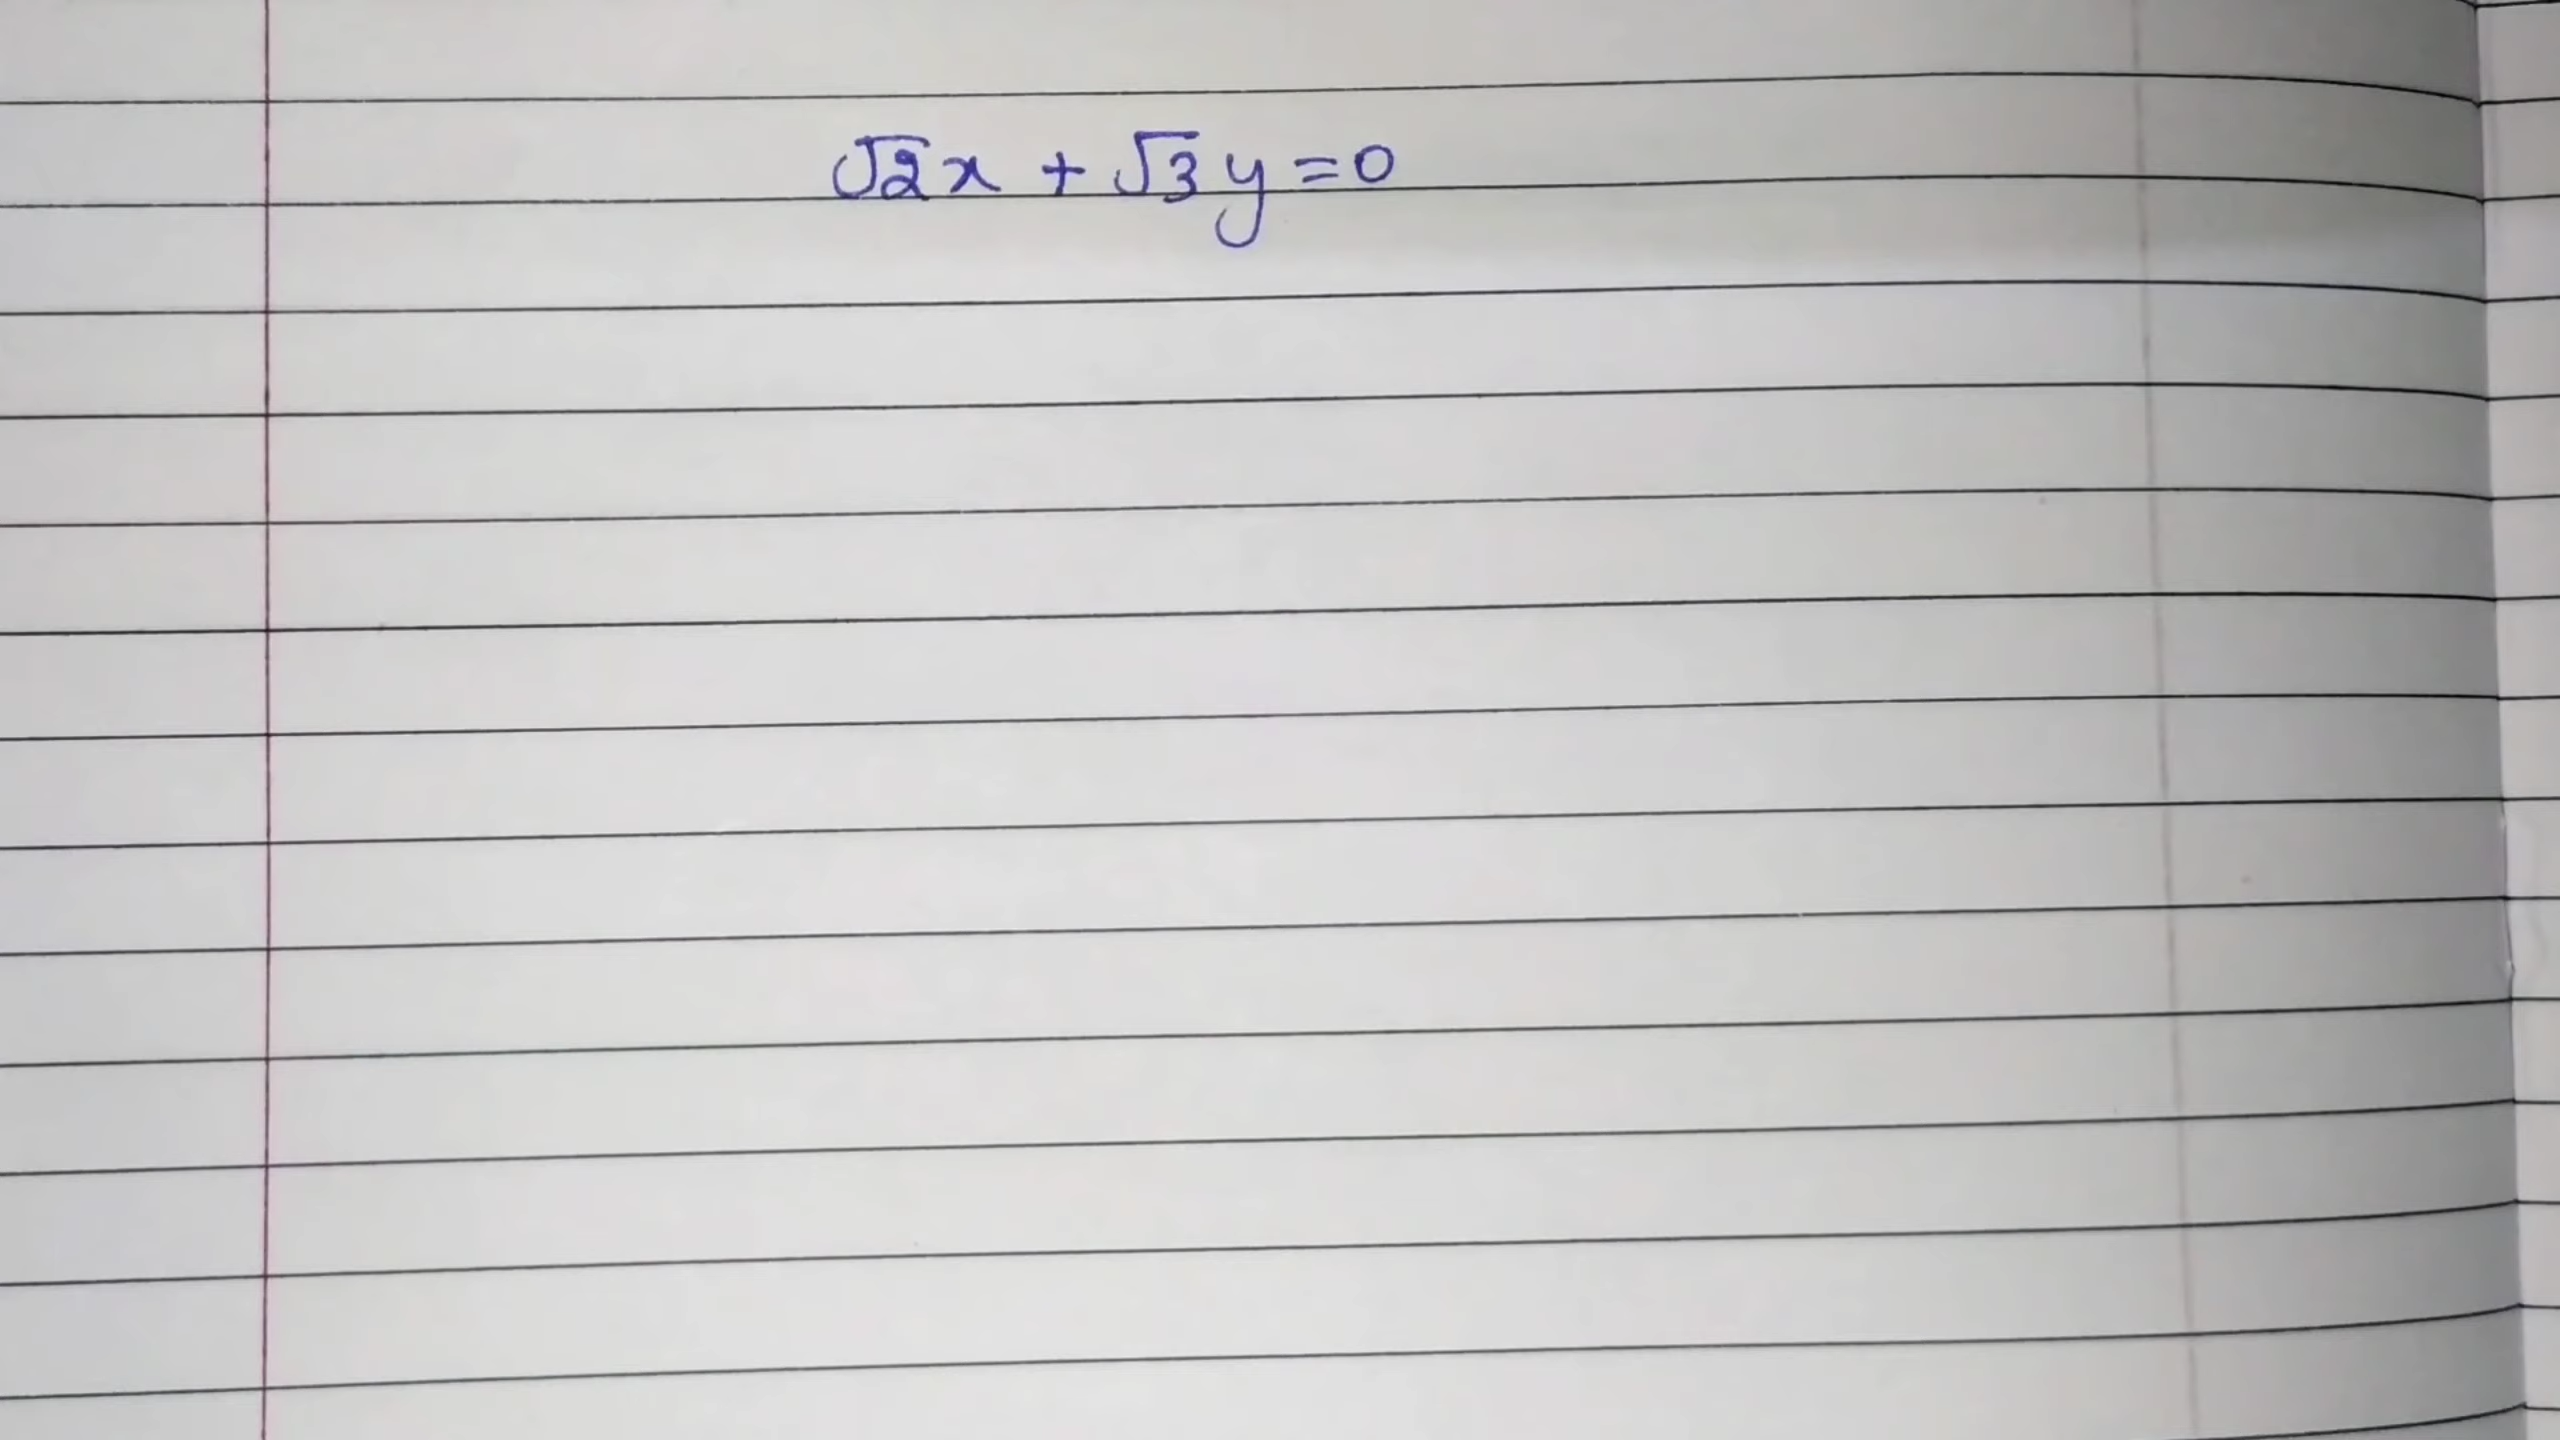 √2x + √3y = 0